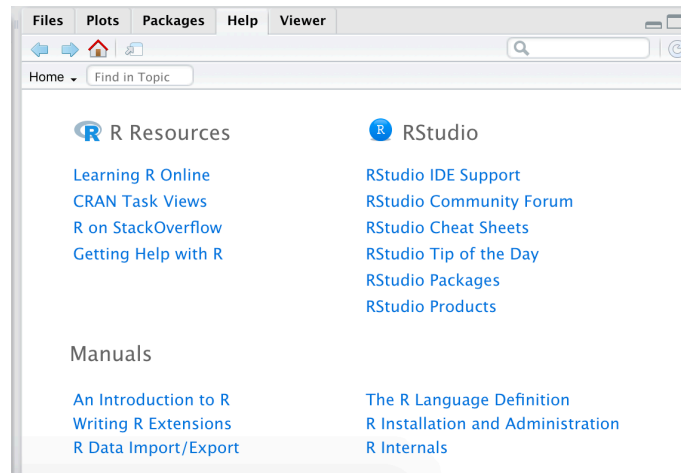 Files Plots Packages Help Viewer
Home Find in Topic
R R Resources
Learning R Online
CRAN Task Views
R on StackOverflow
Getting Help with R
R RStudio
RStudio IDE Support
RStudio Community Forum
RStudio Cheat Sheets
RStudio Tip of the Day
RStudio Packages
RStudio Products
Manuals
An Introduction to R
Writing R Extensions
R Data Import/Export
The R Language Definition
R Installation and Administration
R Internals